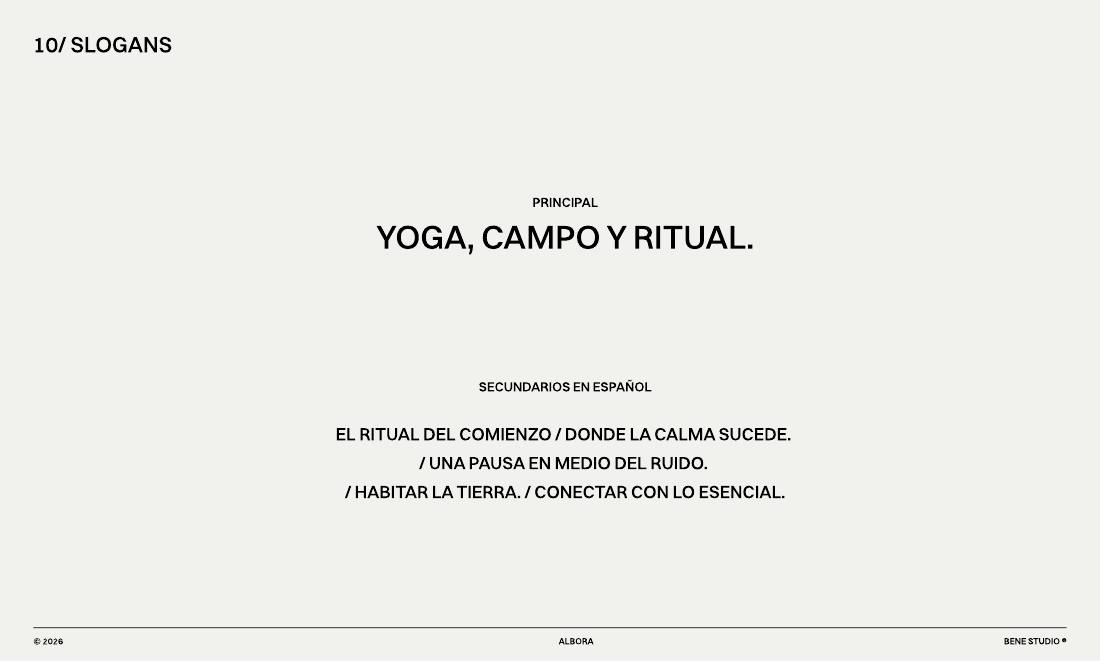 10/ SLOGANS
PRINCIPAL
YOGA, CAMPO Y RITUAL.
SECUNDARIOS EN ESPAÑOL
EL RITUAL DEL COMIENZO / DONDE LA CALMA SUCEDE.
/ UNA PAUSA EN MEDIO DEL RUIDO.
/ HABITAR LA TIERRA. / CONECTAR CON LO ESENCIAL.
© 2026
ALBORA
BENE STUDIO ®